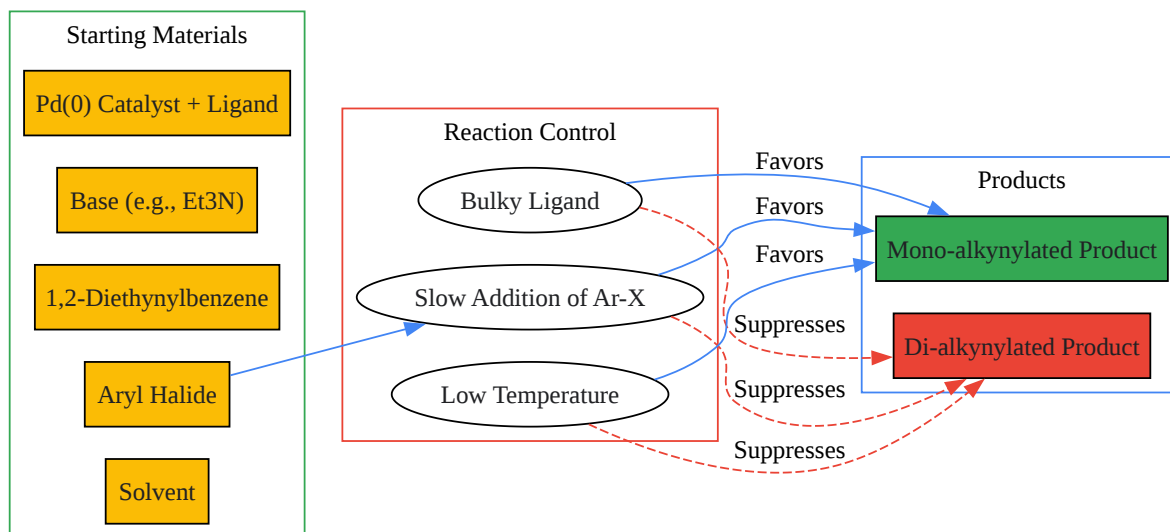 Starting Materials
Pd(0) Catalyst + Ligand
Base (e.g., Et3N)
1,2-Diethynylbenzene
Aryl Halide
Solvent
Reaction Control
Bulky Ligand
Slow Addition of Ar-X
Low Temperature
Favors
Favors
Favors
Suppresses
Suppresses
Suppresses
Products
Mono-alkynylated Product
Di-alkynylated Product